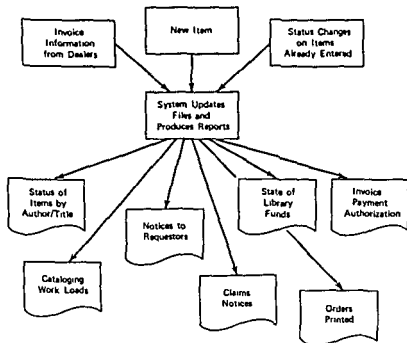 Invoice
Information
from Dealers
New Item
Status Changes
on Items
Already Entered
System Updates
Files and
Produces Reports
Status of
Items by
Author/Title
Notices to
Requestors
State of
Library
Funds
Invoice
Payment
Authorization
Cataloging
Work Loads
Claims
Notices
Orders
Printed